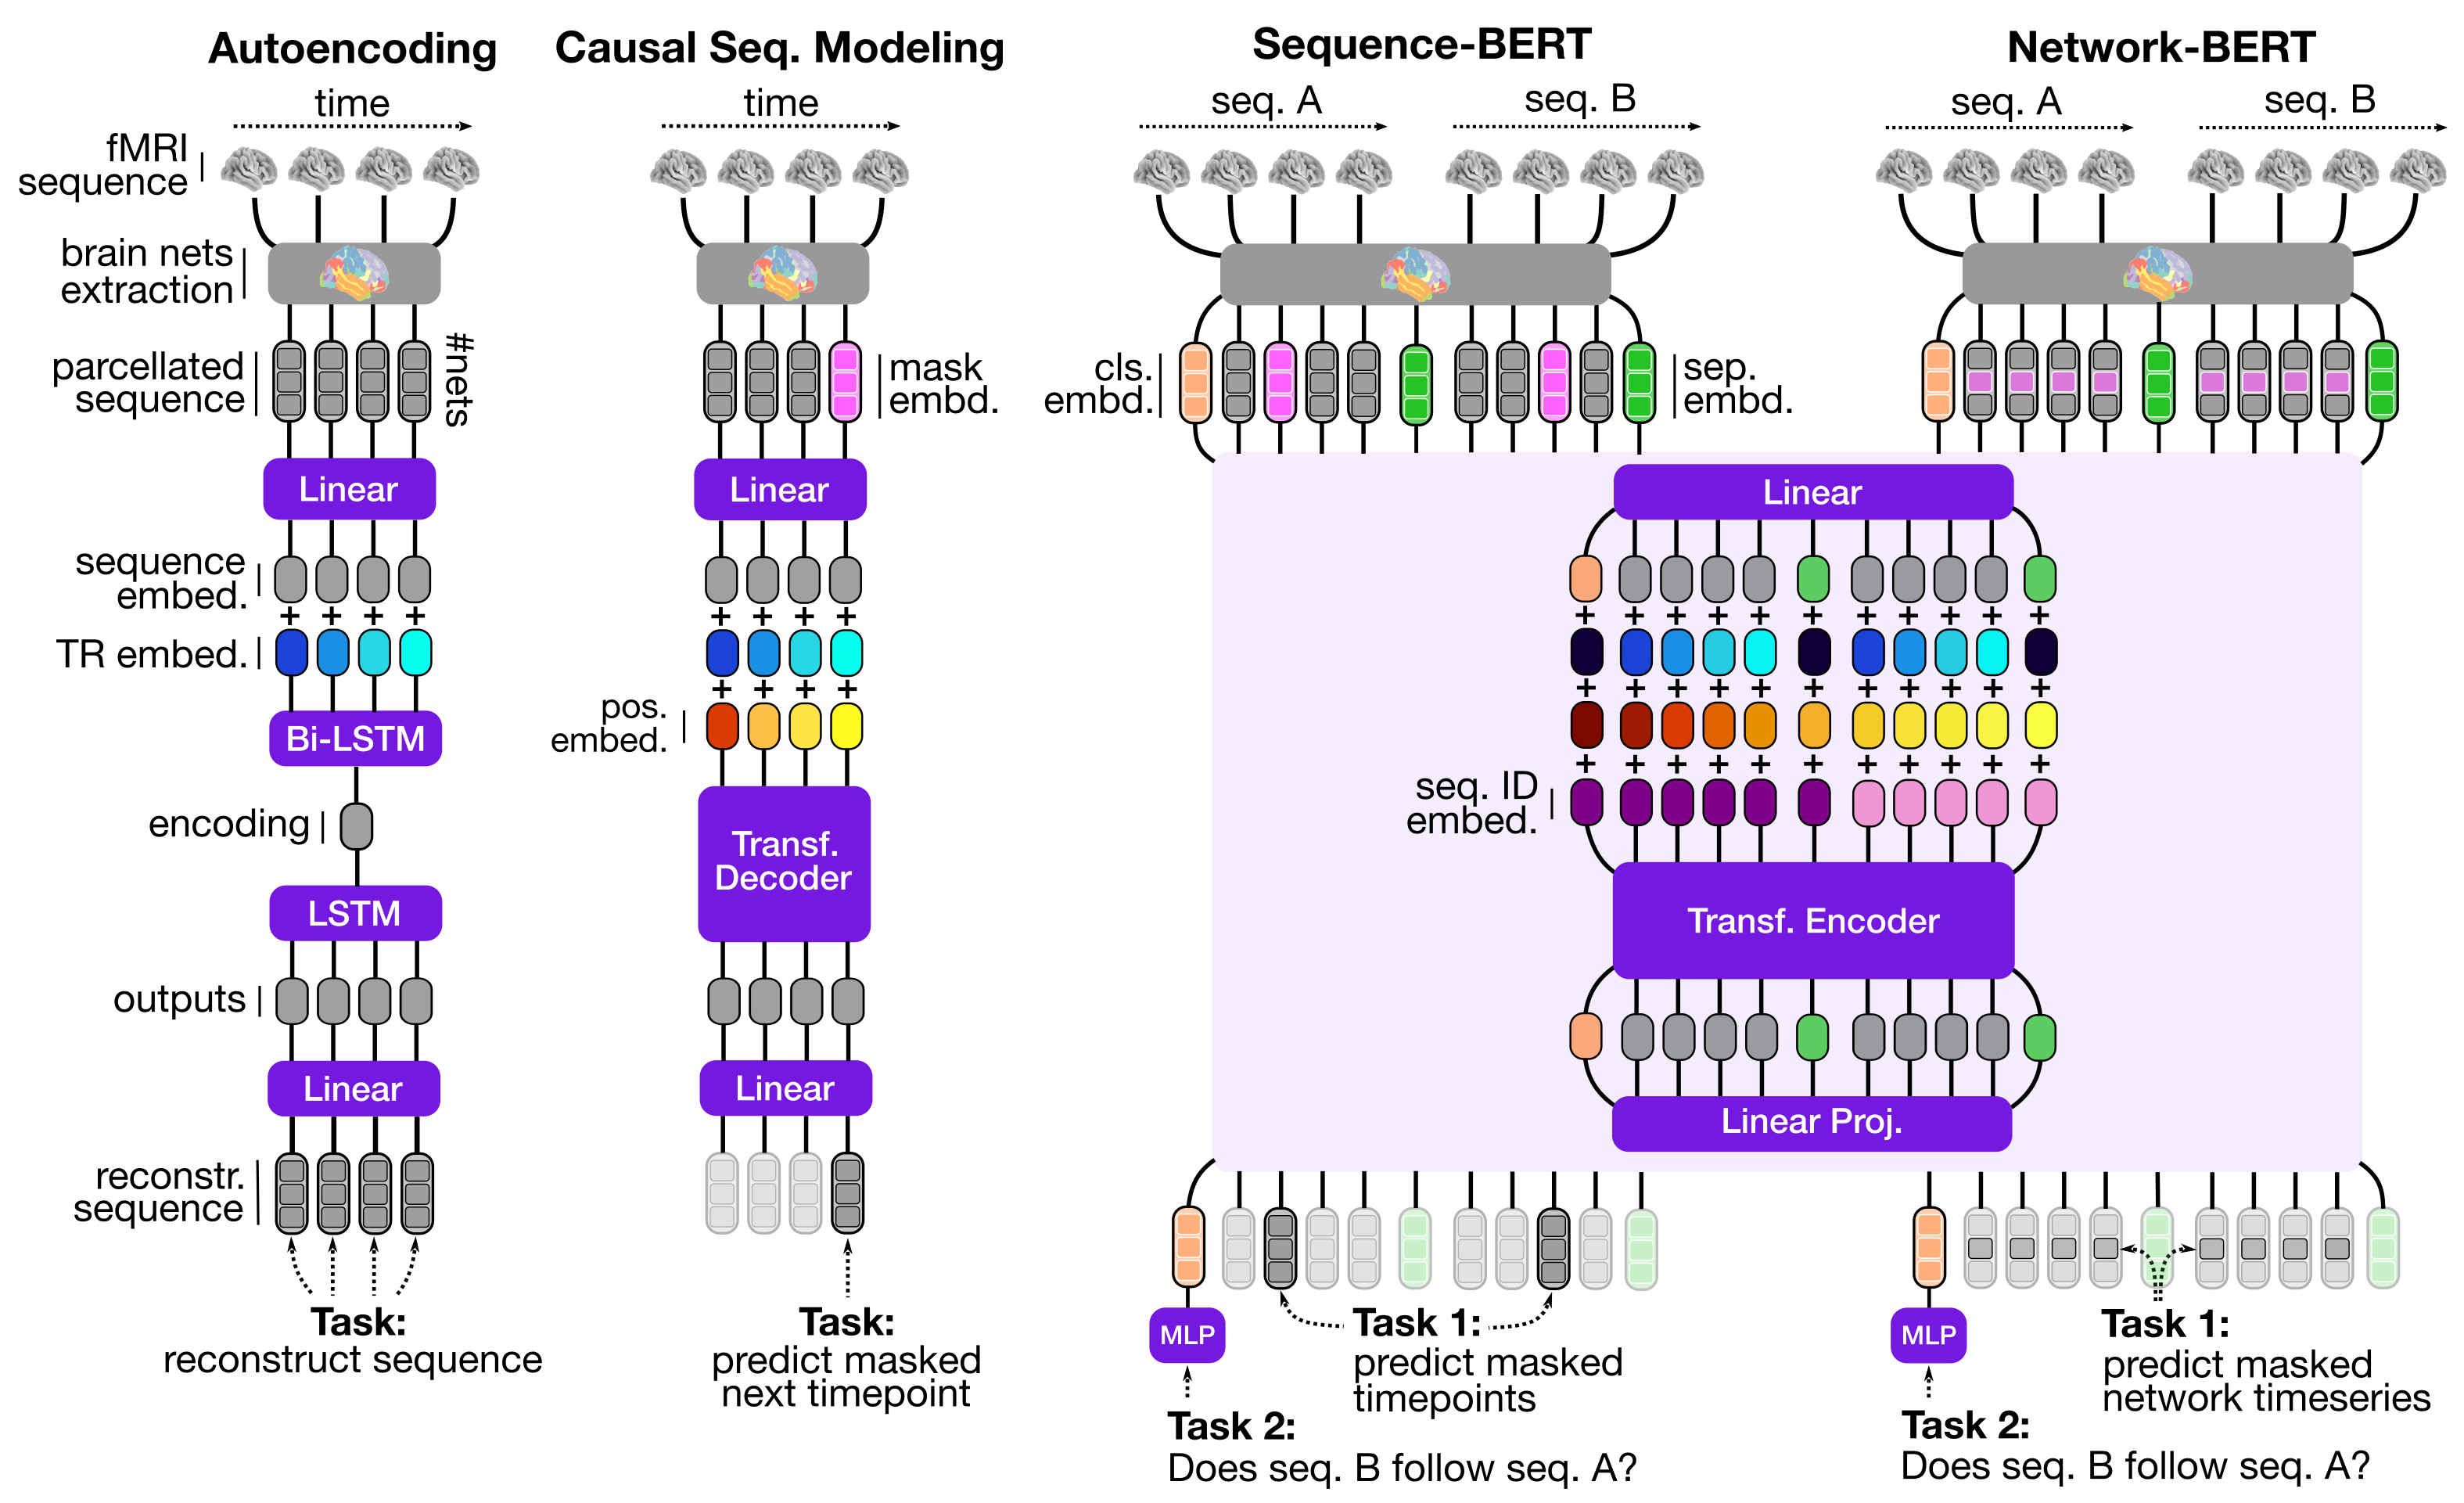 Autoencoding
time
fMRI
sequence
brain nets
extraction
parcellated
sequence
#nets
Linear
sequence
embed.
+ + + +
TR embed.
Bi-LSTM
encoding
LSTM
outputs
Linear
reconstr.
sequence
Task:
reconstruct sequence
Causal Seq. Modeling
time
mask
embd.
Linear
+ + + +
+ + + +
pos.
embed.
Transf.
Decoder
Linear
Task:
predict masked
next timepoint
Sequence-BERT
seq. A
seq. B
cls.
embd.
sep.
embd.
Network-BERT
seq. A
seq. B
Linear
+ + + + + + + + + + +
+ + + + + + + + + + +
+ + + + + + + + + + +
seq. ID
embed.
Transf. Encoder
Linear Proj.
MLP
Task 1:
predict masked
timepoints
Task 2:
Does seq. B follow seq. A?
MLP
Task 1:
predict masked
network timeseries
Task 2:
Does seq. B follow seq. A?